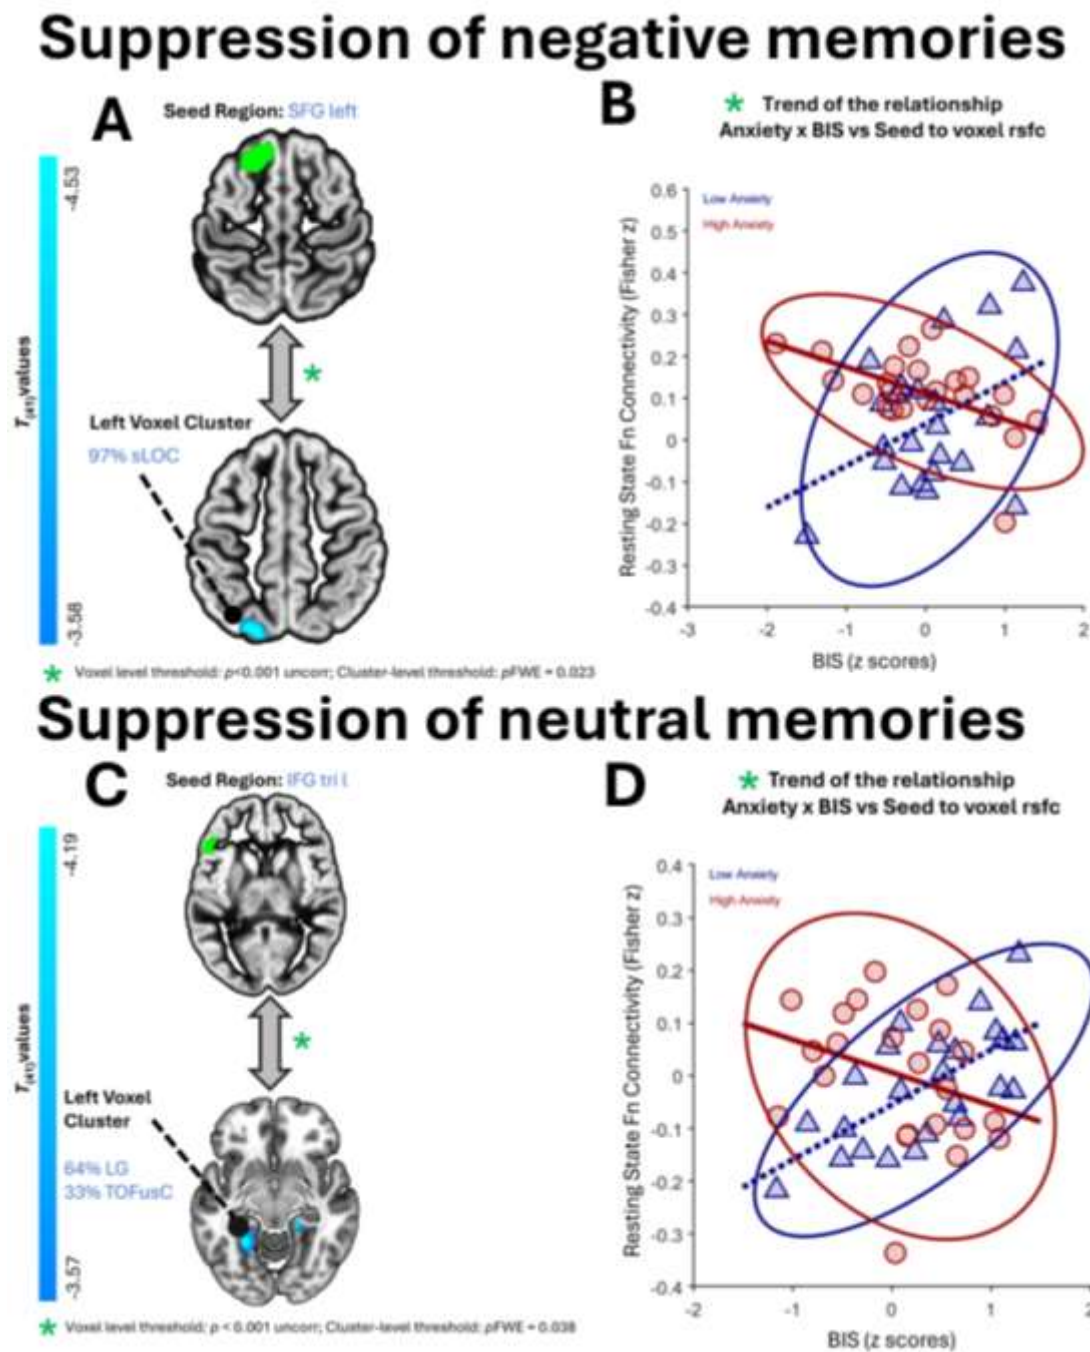 Suppression of negative memories
A
Seed Region: SFG left
-4.53
T(41)values
-3.58
Left Voxel Cluster
97% sLOC
* Voxel level threshold: p<0.001 uncorr; Cluster-level threshold: pFWE = 0.023
B
* Trend of the relationship
Anxiety x BIS vs Seed to voxel rsfc
Low Anxiety
High Anxiety
Resting State Fn Connectivity (Fisher z)
0.6
0.5
0.4
0.3
0.2
0.1
0
-0.1
-0.2
-0.3
-0.4
-3 -2 -1 0 1 2
BIS (z scores)
Suppression of neutral memories
C
Seed Region: IFG tri l
-4.19
T(41)values
-3.57
Left Voxel
Cluster
64% LG
33% TOFusC
* Voxel level threshold: p < 0.001 uncorr; Cluster-level threshold: pFWE = 0.038
D
* Trend of the relationship
Anxiety x BIS vs Seed to voxel rsfc
Low Anxiety
High Anxiety
Resting State Fn Connectivity (Fisher z)
0.4
0.3
0.2
0.1
0
-0.1
-0.2
-0.3
-0.4
-2 -1 0 1 2
BIS (z scores)